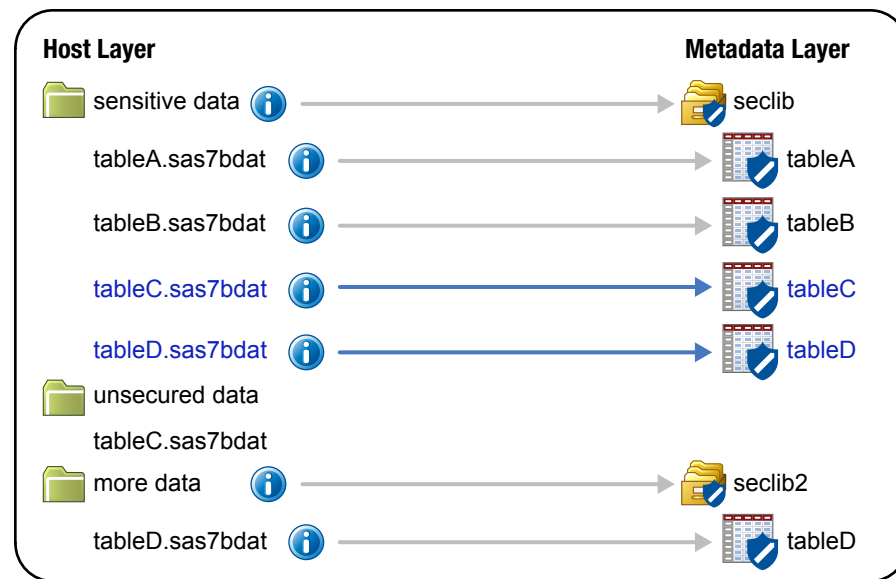 Host Layer Metadata Layer
sensitive data seclib
tableA.sas7bdat tableA
tableB.sas7bdat tableB
tableC.sas7bdat tableC
tableD.sas7bdat tableD
unsecured data
tableC.sas7bdat
more data seclib2
tableD.sas7bdat tableD